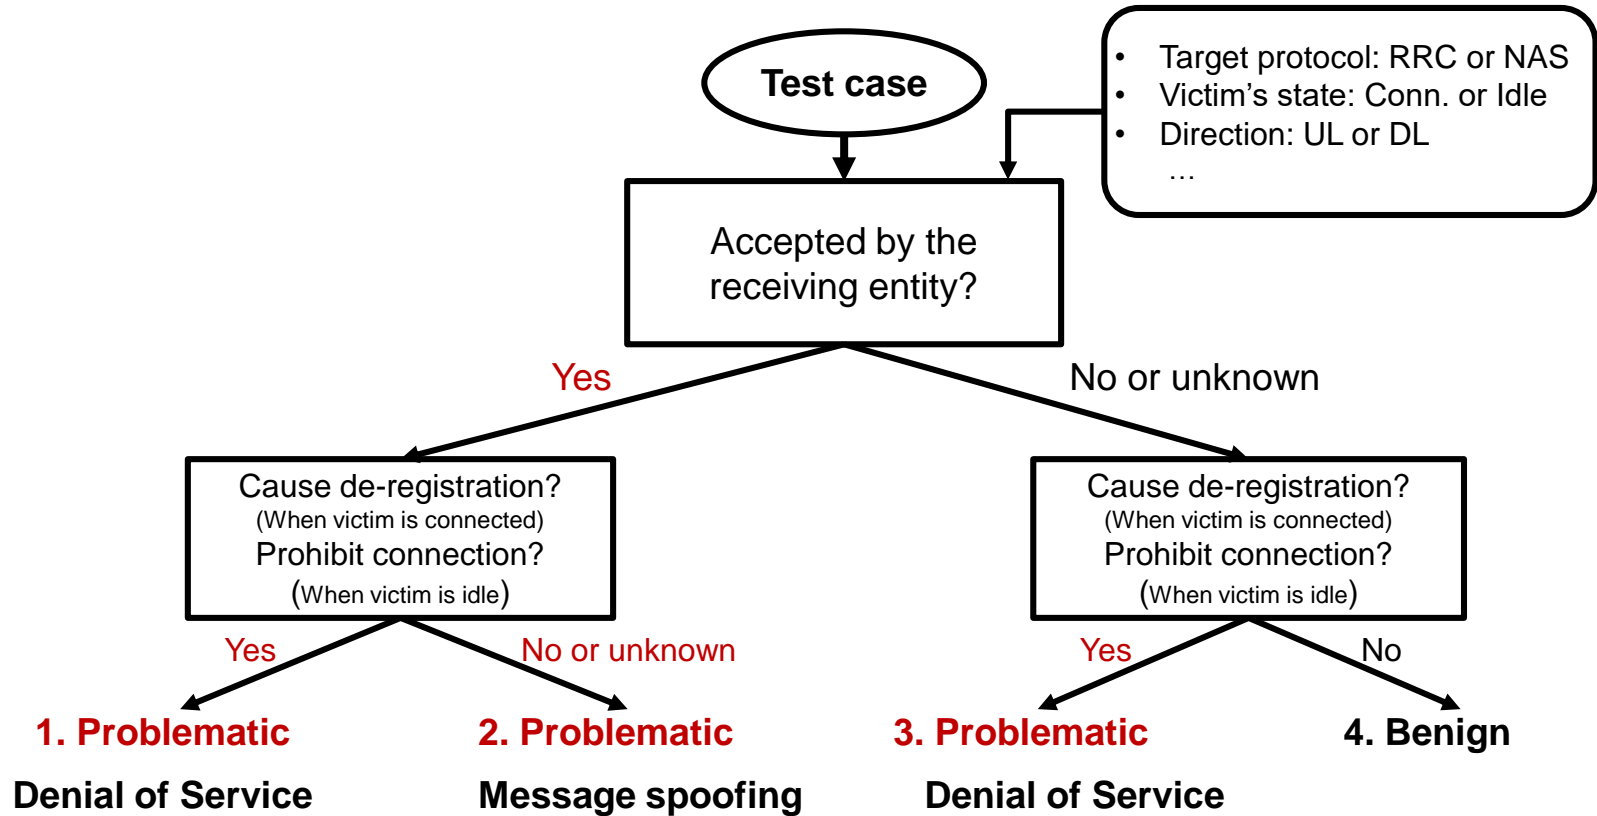 Test case
• Target protocol: RRC or NAS
• Victim’s state: Conn. or Idle
• Direction: UL or DL
…
Accepted by the
receiving entity?
Yes
No or unknown
Cause de-registration?
(When victim is connected)
Prohibit connection?
(When victim is idle)
Cause de-registration?
(When victim is connected)
Prohibit connection?
(When victim is idle)
Yes
No or unknown
Yes
No
1. Problematic
2. Problematic
3. Problematic
4. Benign
Denial of Service
Message spoofing
Denial of Service